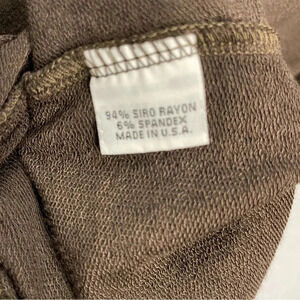 94% SIRO RAYON
6% SPANDEX
MADE IN U.S.A.